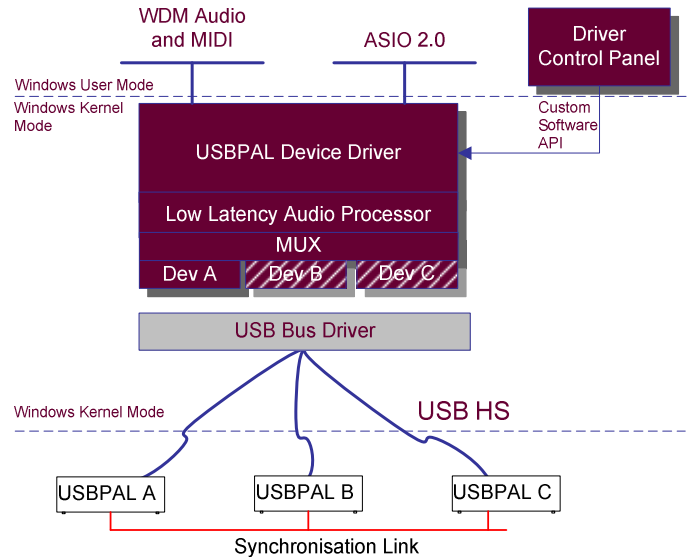 WDM Audio
and MIDI
ASIO 2.0
Driver
Control Panel
Windows User Mode
Windows Kernel
Mode
Custom
Software
API
USBPAL Device Driver
Low Latency Audio Processor
MUX
Dev A
Dev B
Dev C
USB Bus Driver
Windows Kernel Mode
USB HS
USBPAL A
USBPAL B
USBPAL C
Synchronisation Link